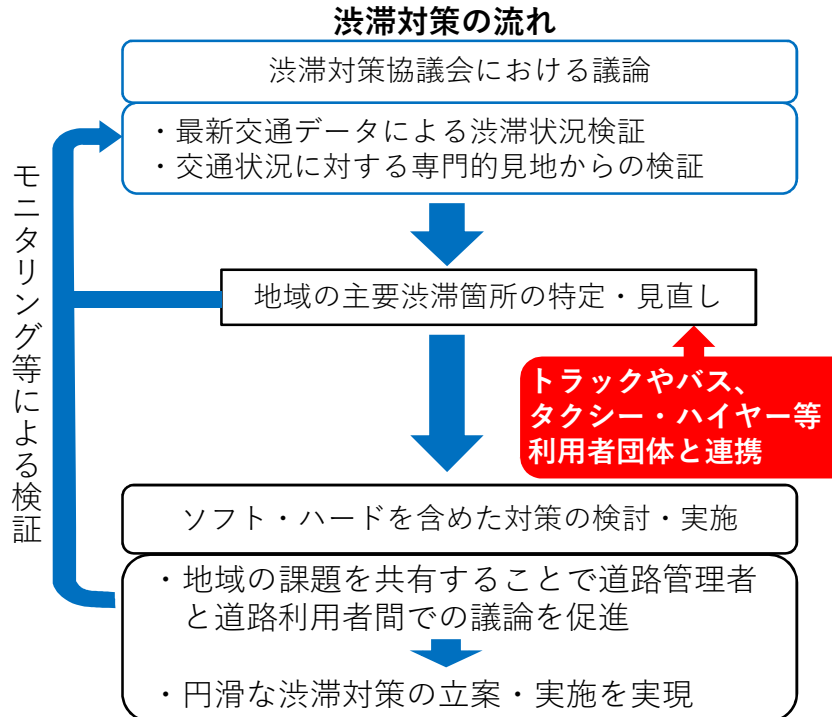 渋滞対策の流れ
渋滞対策協議会における議論
・最新交通データによる渋滞状況検証
・交通状況に対する専門的見地からの検証
モニタリング等による検証
地域の主要渋滞箇所の特定・見直し
トラックやバス、
タクシー・ハイヤー等
利用者団体と連携
ソフト・ハードを含めた対策の検討・実施
・地域の課題を共有することで道路管理者
と道路利用者間での議論を促進
・円滑な渋滞対策の立案・実施を実現